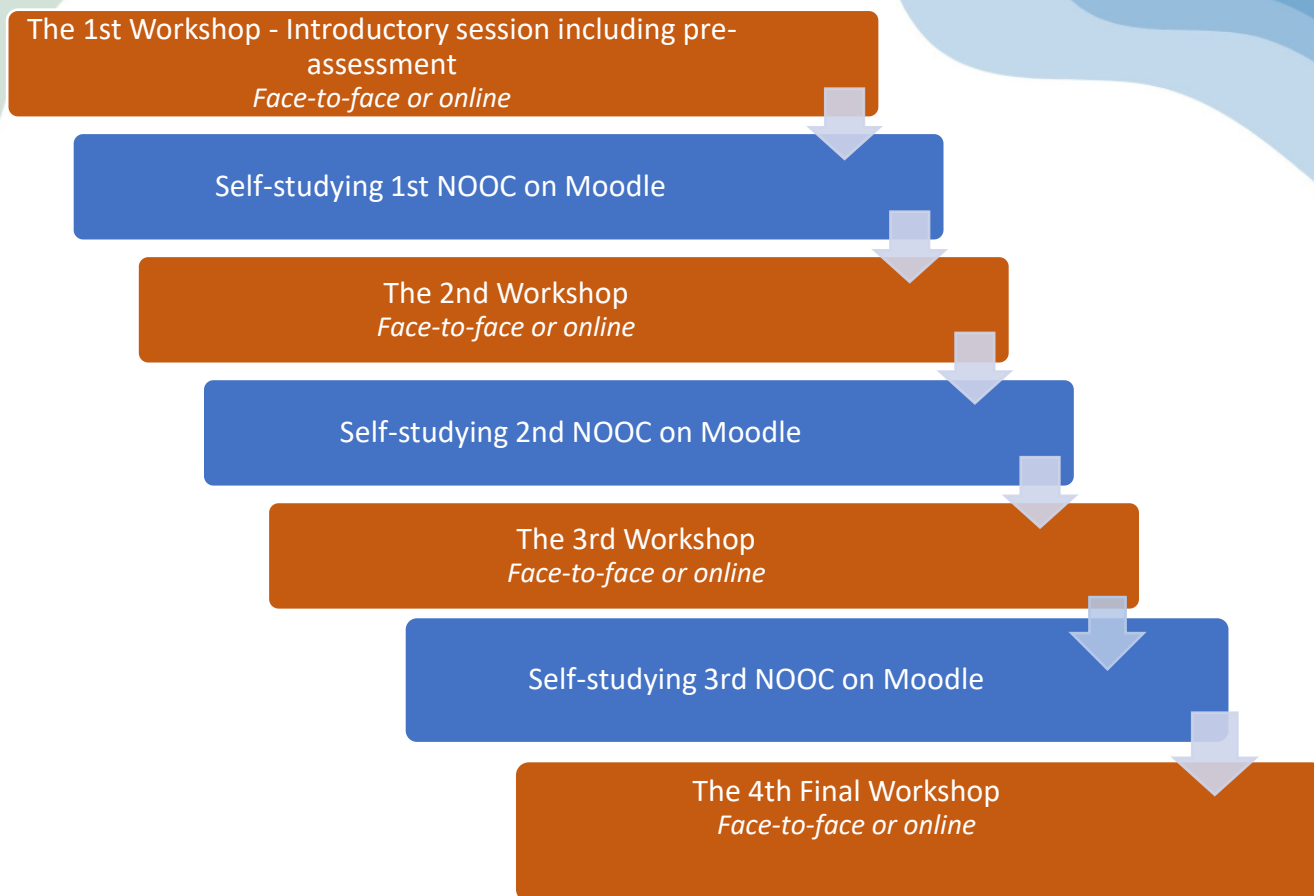 The 1st Workshop - Introductory session including pre-
assessment
Face-to-face or online
Self-studying 1st NOOC on Moodle
The 2nd Workshop
Face-to-face or online
Self-studying 2nd NOOC on Moodle
The 3rd Workshop
Face-to-face or online
Self-studying 3rd NOOC on Moodle
The 4th Final Workshop
Face-to-face or online